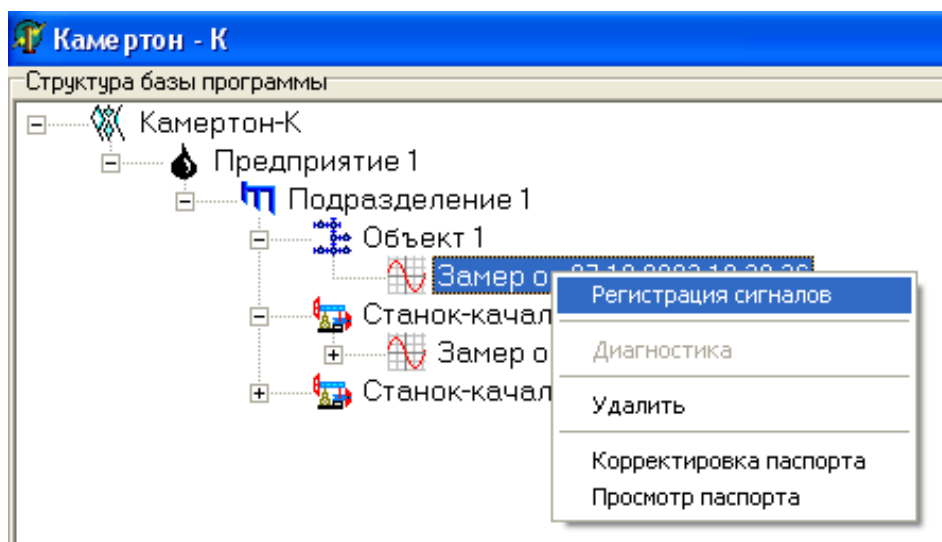 Камертон - К
Структура базы программы
Камертон-К
Предприятие 1
Подразделение 1
Объект 1
Замер о
Станок-качал
Замер о
Станок-качал
Регистрация сигналов
Диагностика
Удалить
Корректировка паспорта
Просмотр паспорта